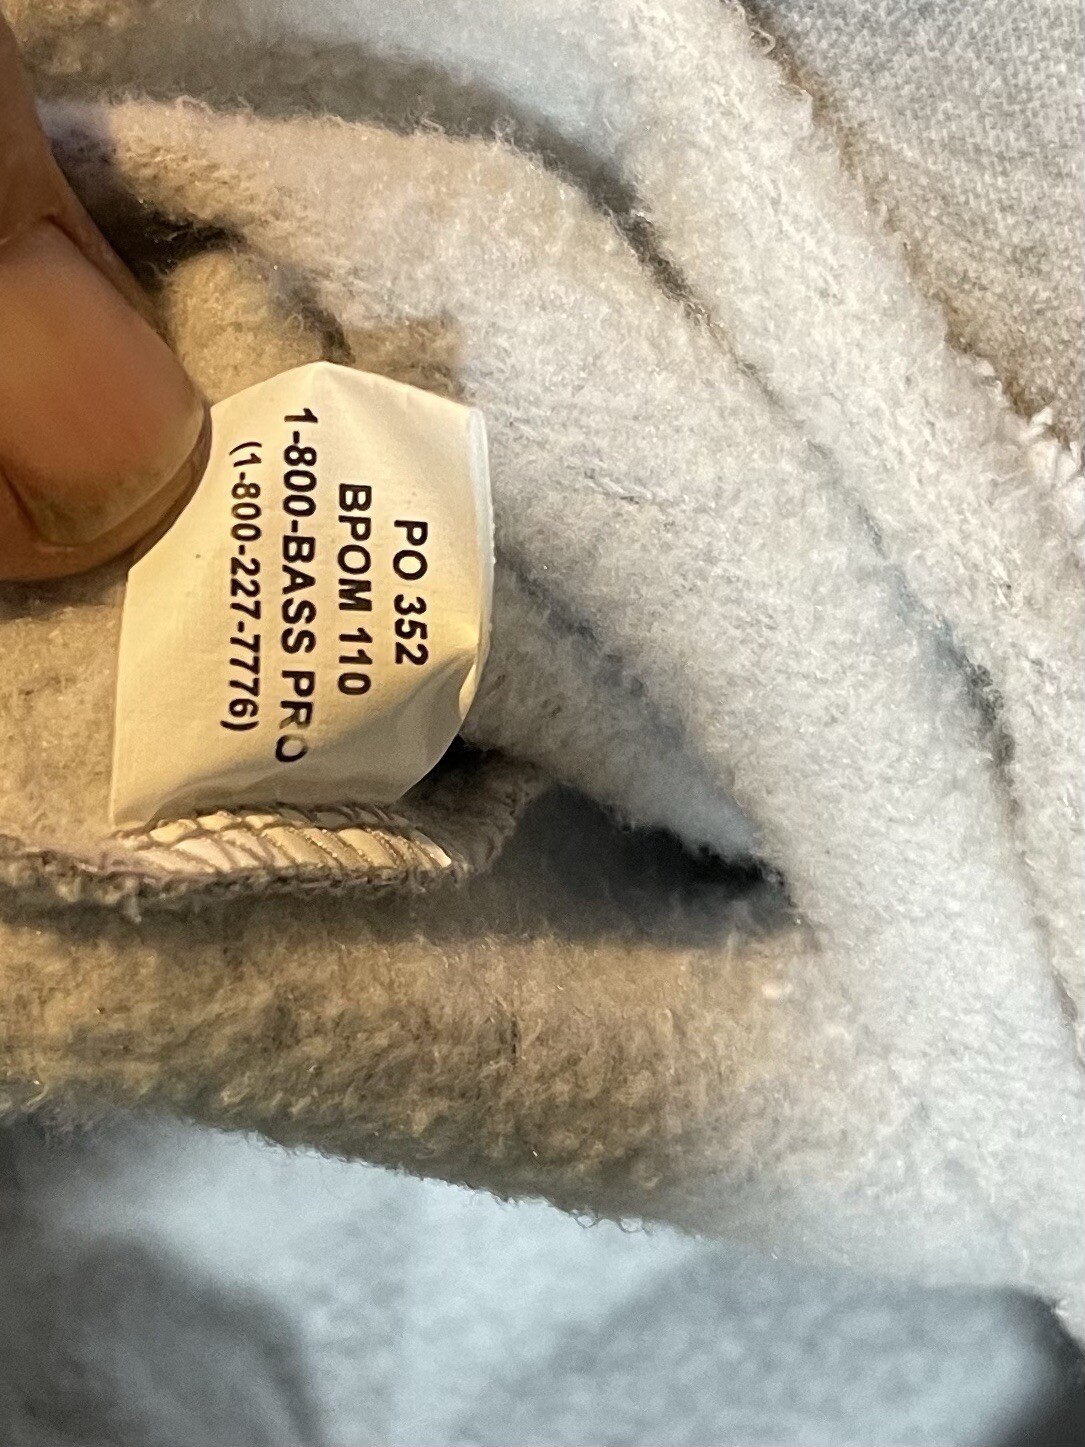 PO 352
BPOM 110
1-800-BASS PRO
(1-800-227-7776)